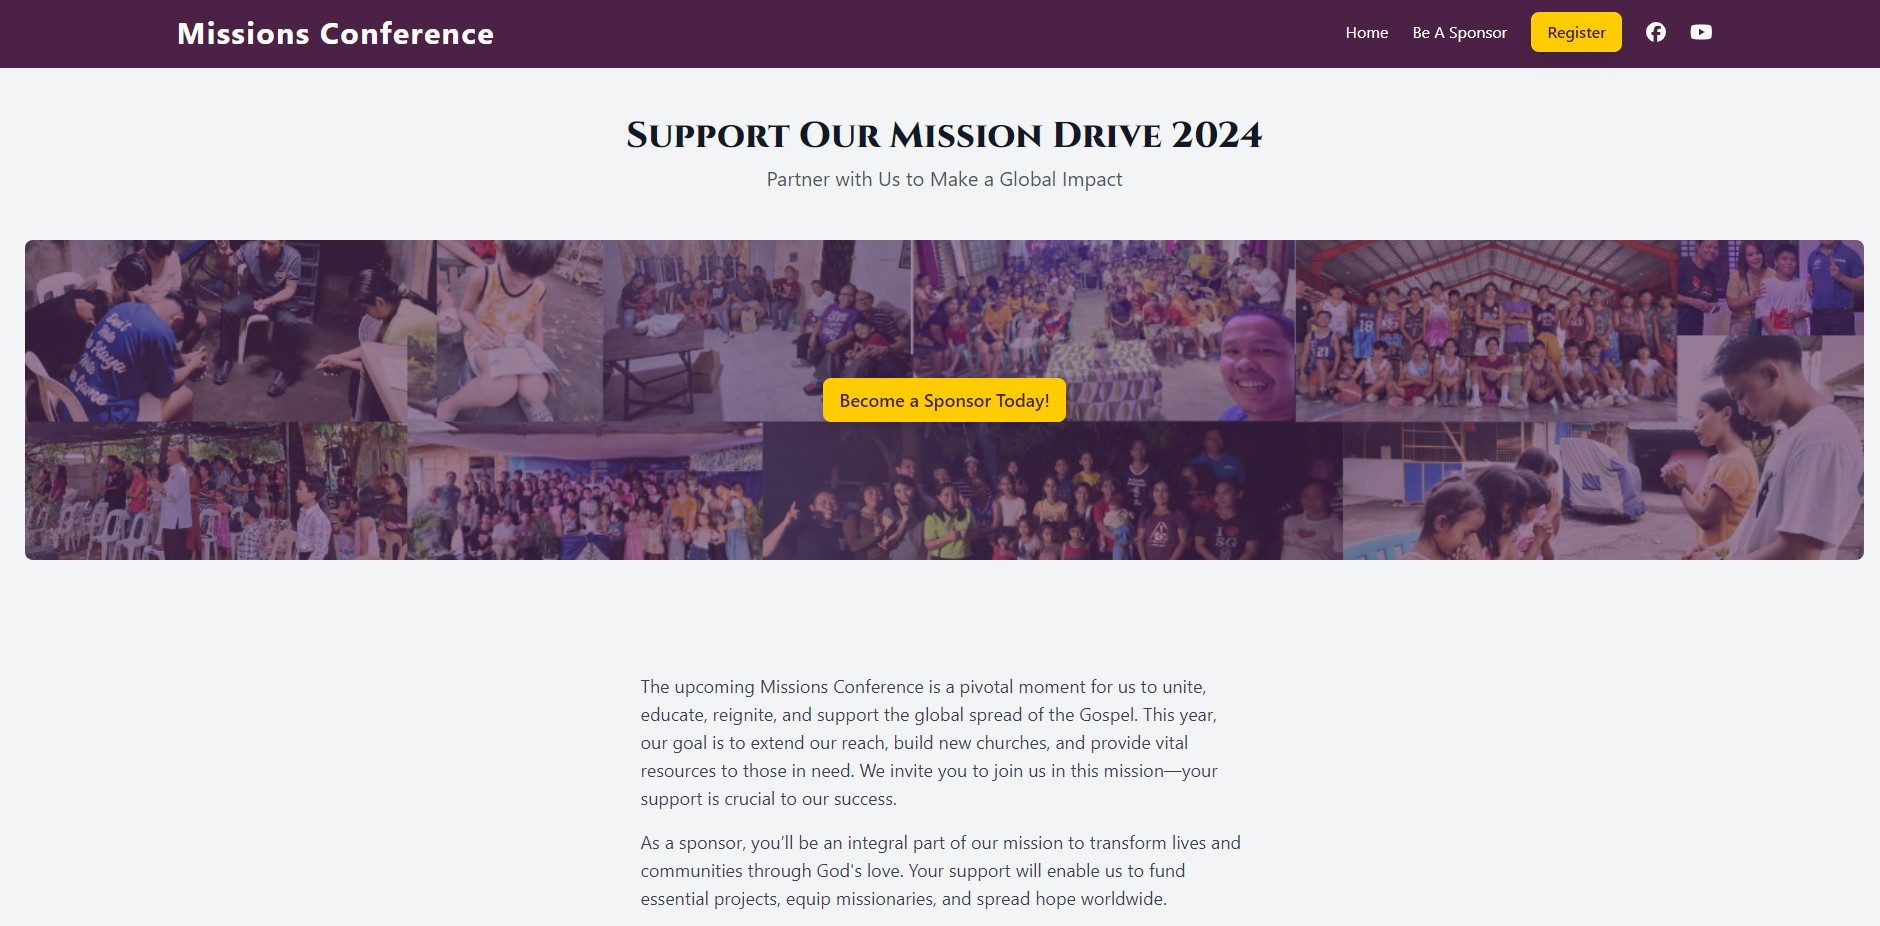 Missions Conference
Home
Be A Sponsor
Register
Support Our Mission Drive 2024
Partner with Us to Make a Global Impact
Become a Sponsor Today!
The upcoming Missions Conference is a pivotal moment for us to unite,
educate, reignite, and support the global spread of the Gospel. This year,
our goal is to extend our reach, build new churches, and provide vital
resources to those in need. We invite you to join us in this mission—your
support is crucial to our success.
As a sponsor, you’ll be an integral part of our mission to transform lives and
communities through God's love. Your support will enable us to fund
essential projects, equip missionaries, and spread hope worldwide.